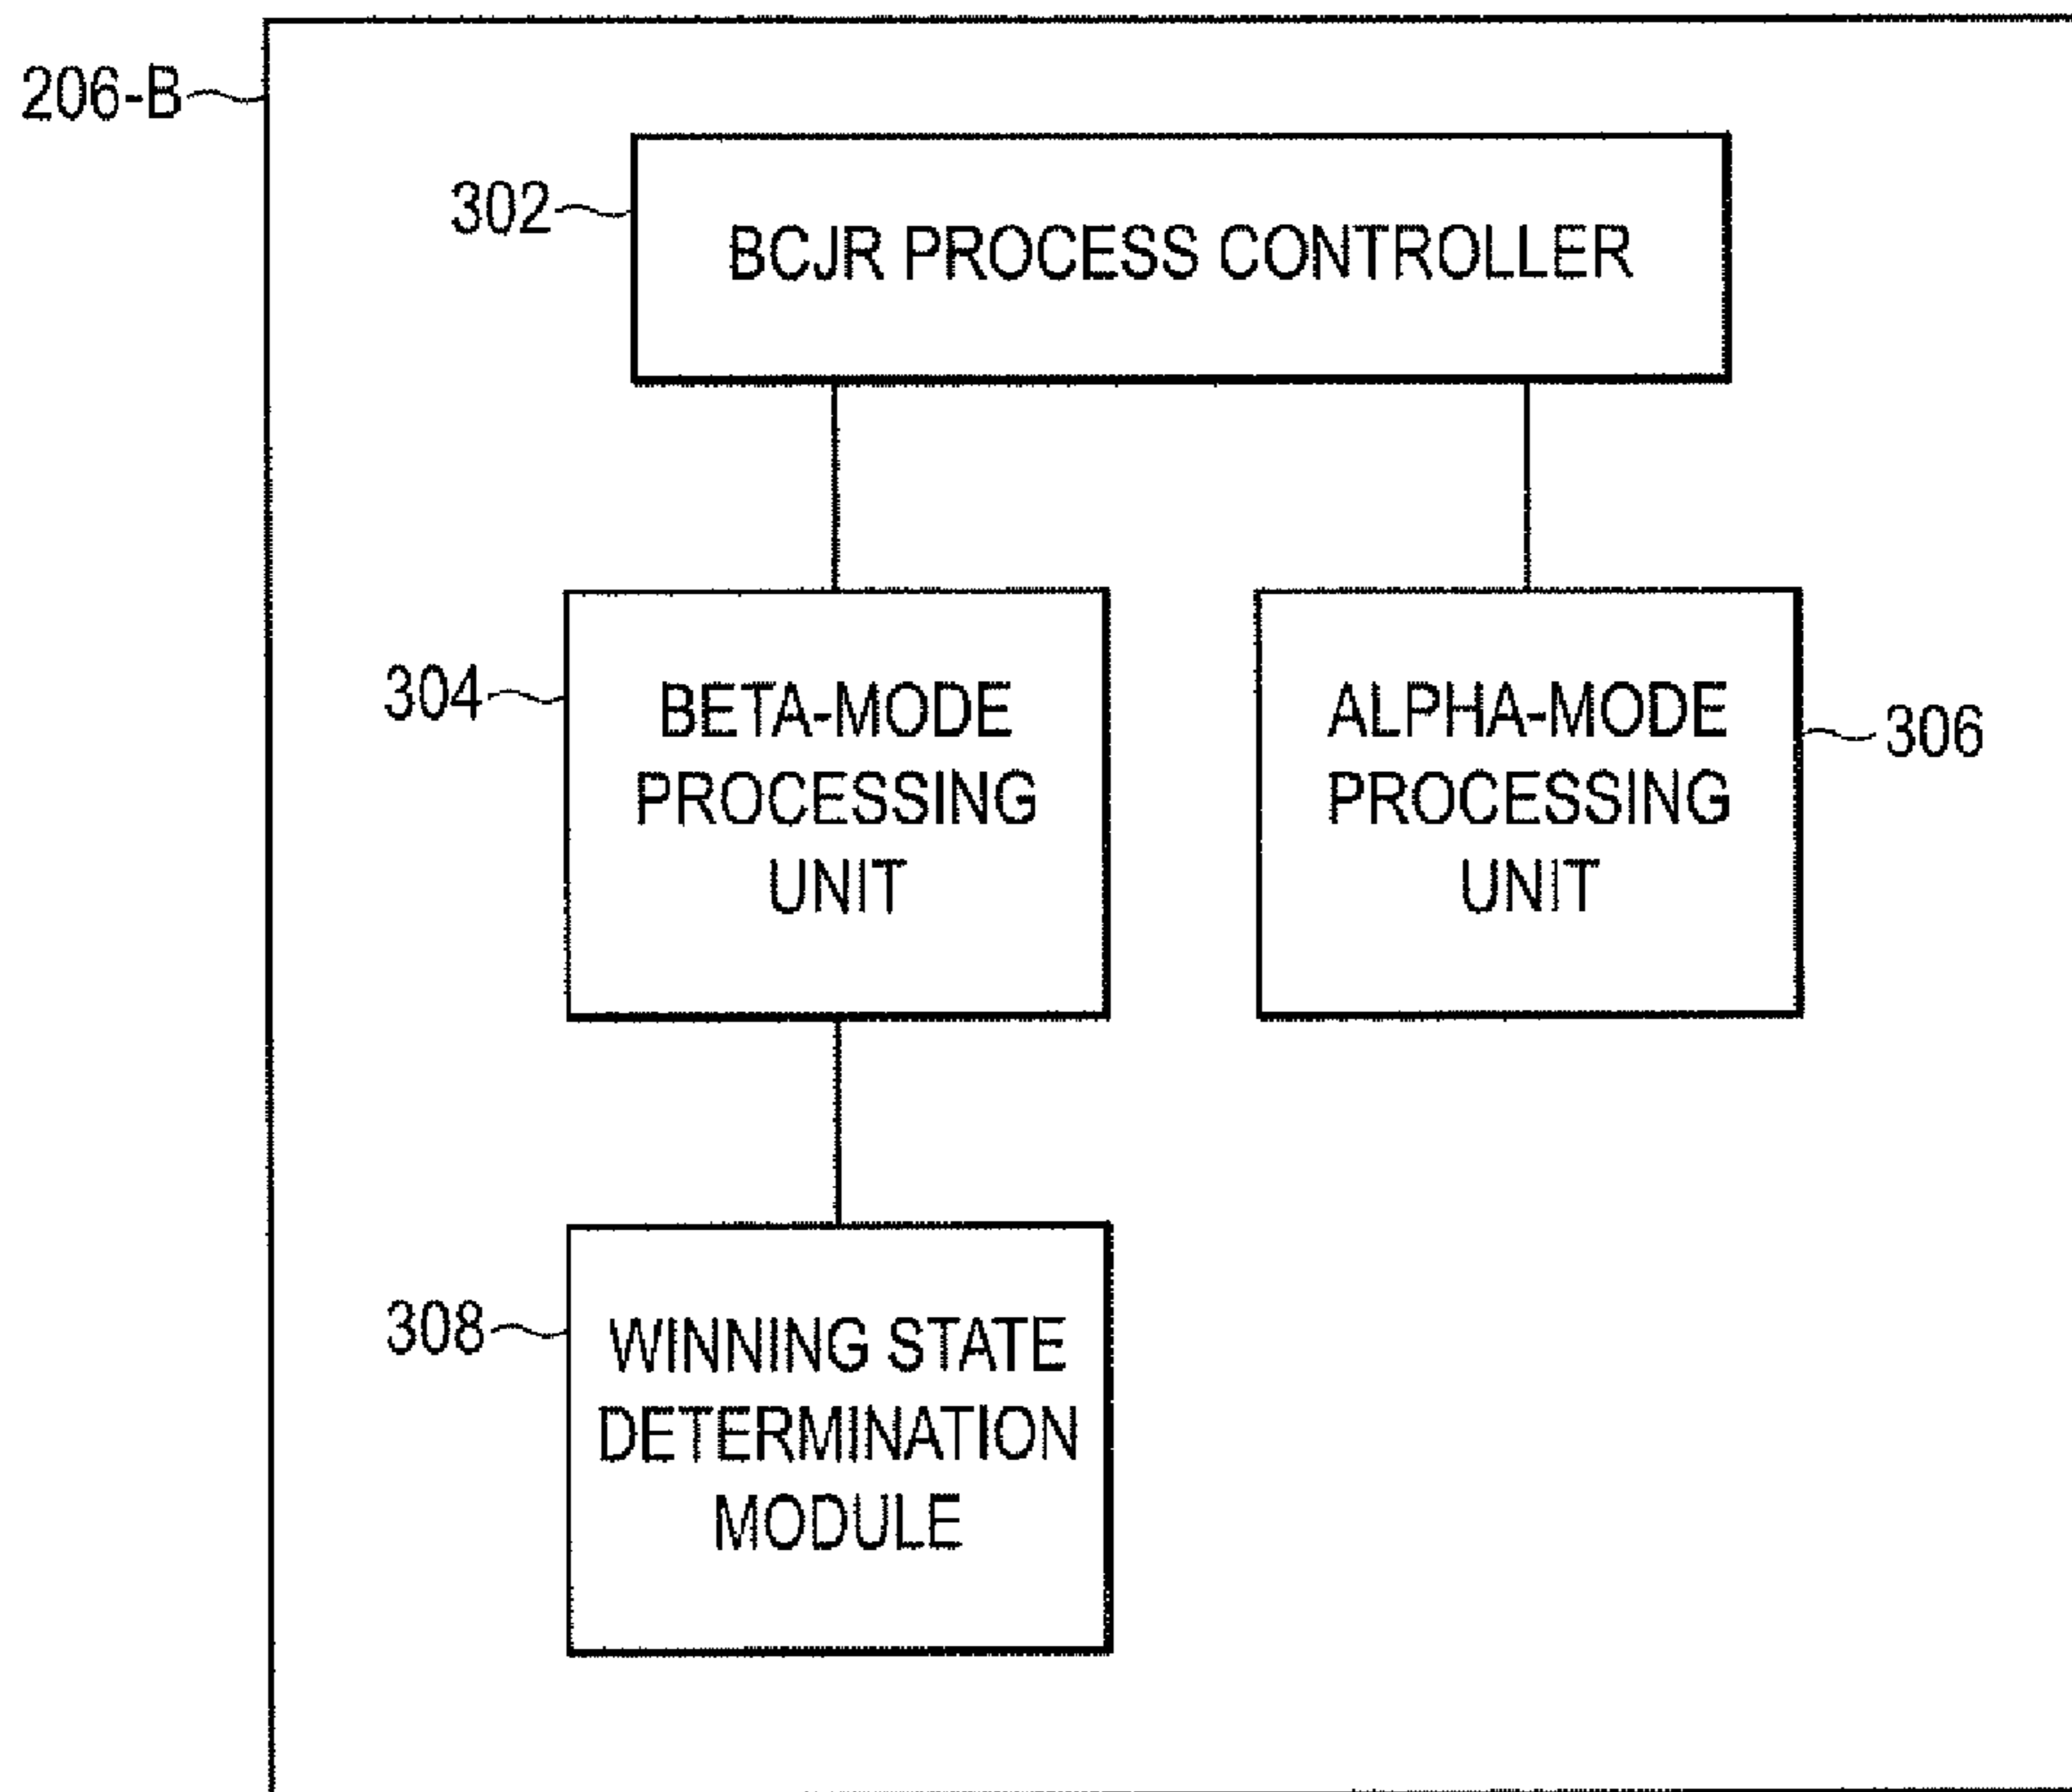 206-B
302
BCJR PROCESS CONTROLLER
304
BETA-MODE
PROCESSING
UNIT
ALPHA-MODE
PROCESSING
UNIT
306
308
WINNING STATE
DETERMINATION
MODULE